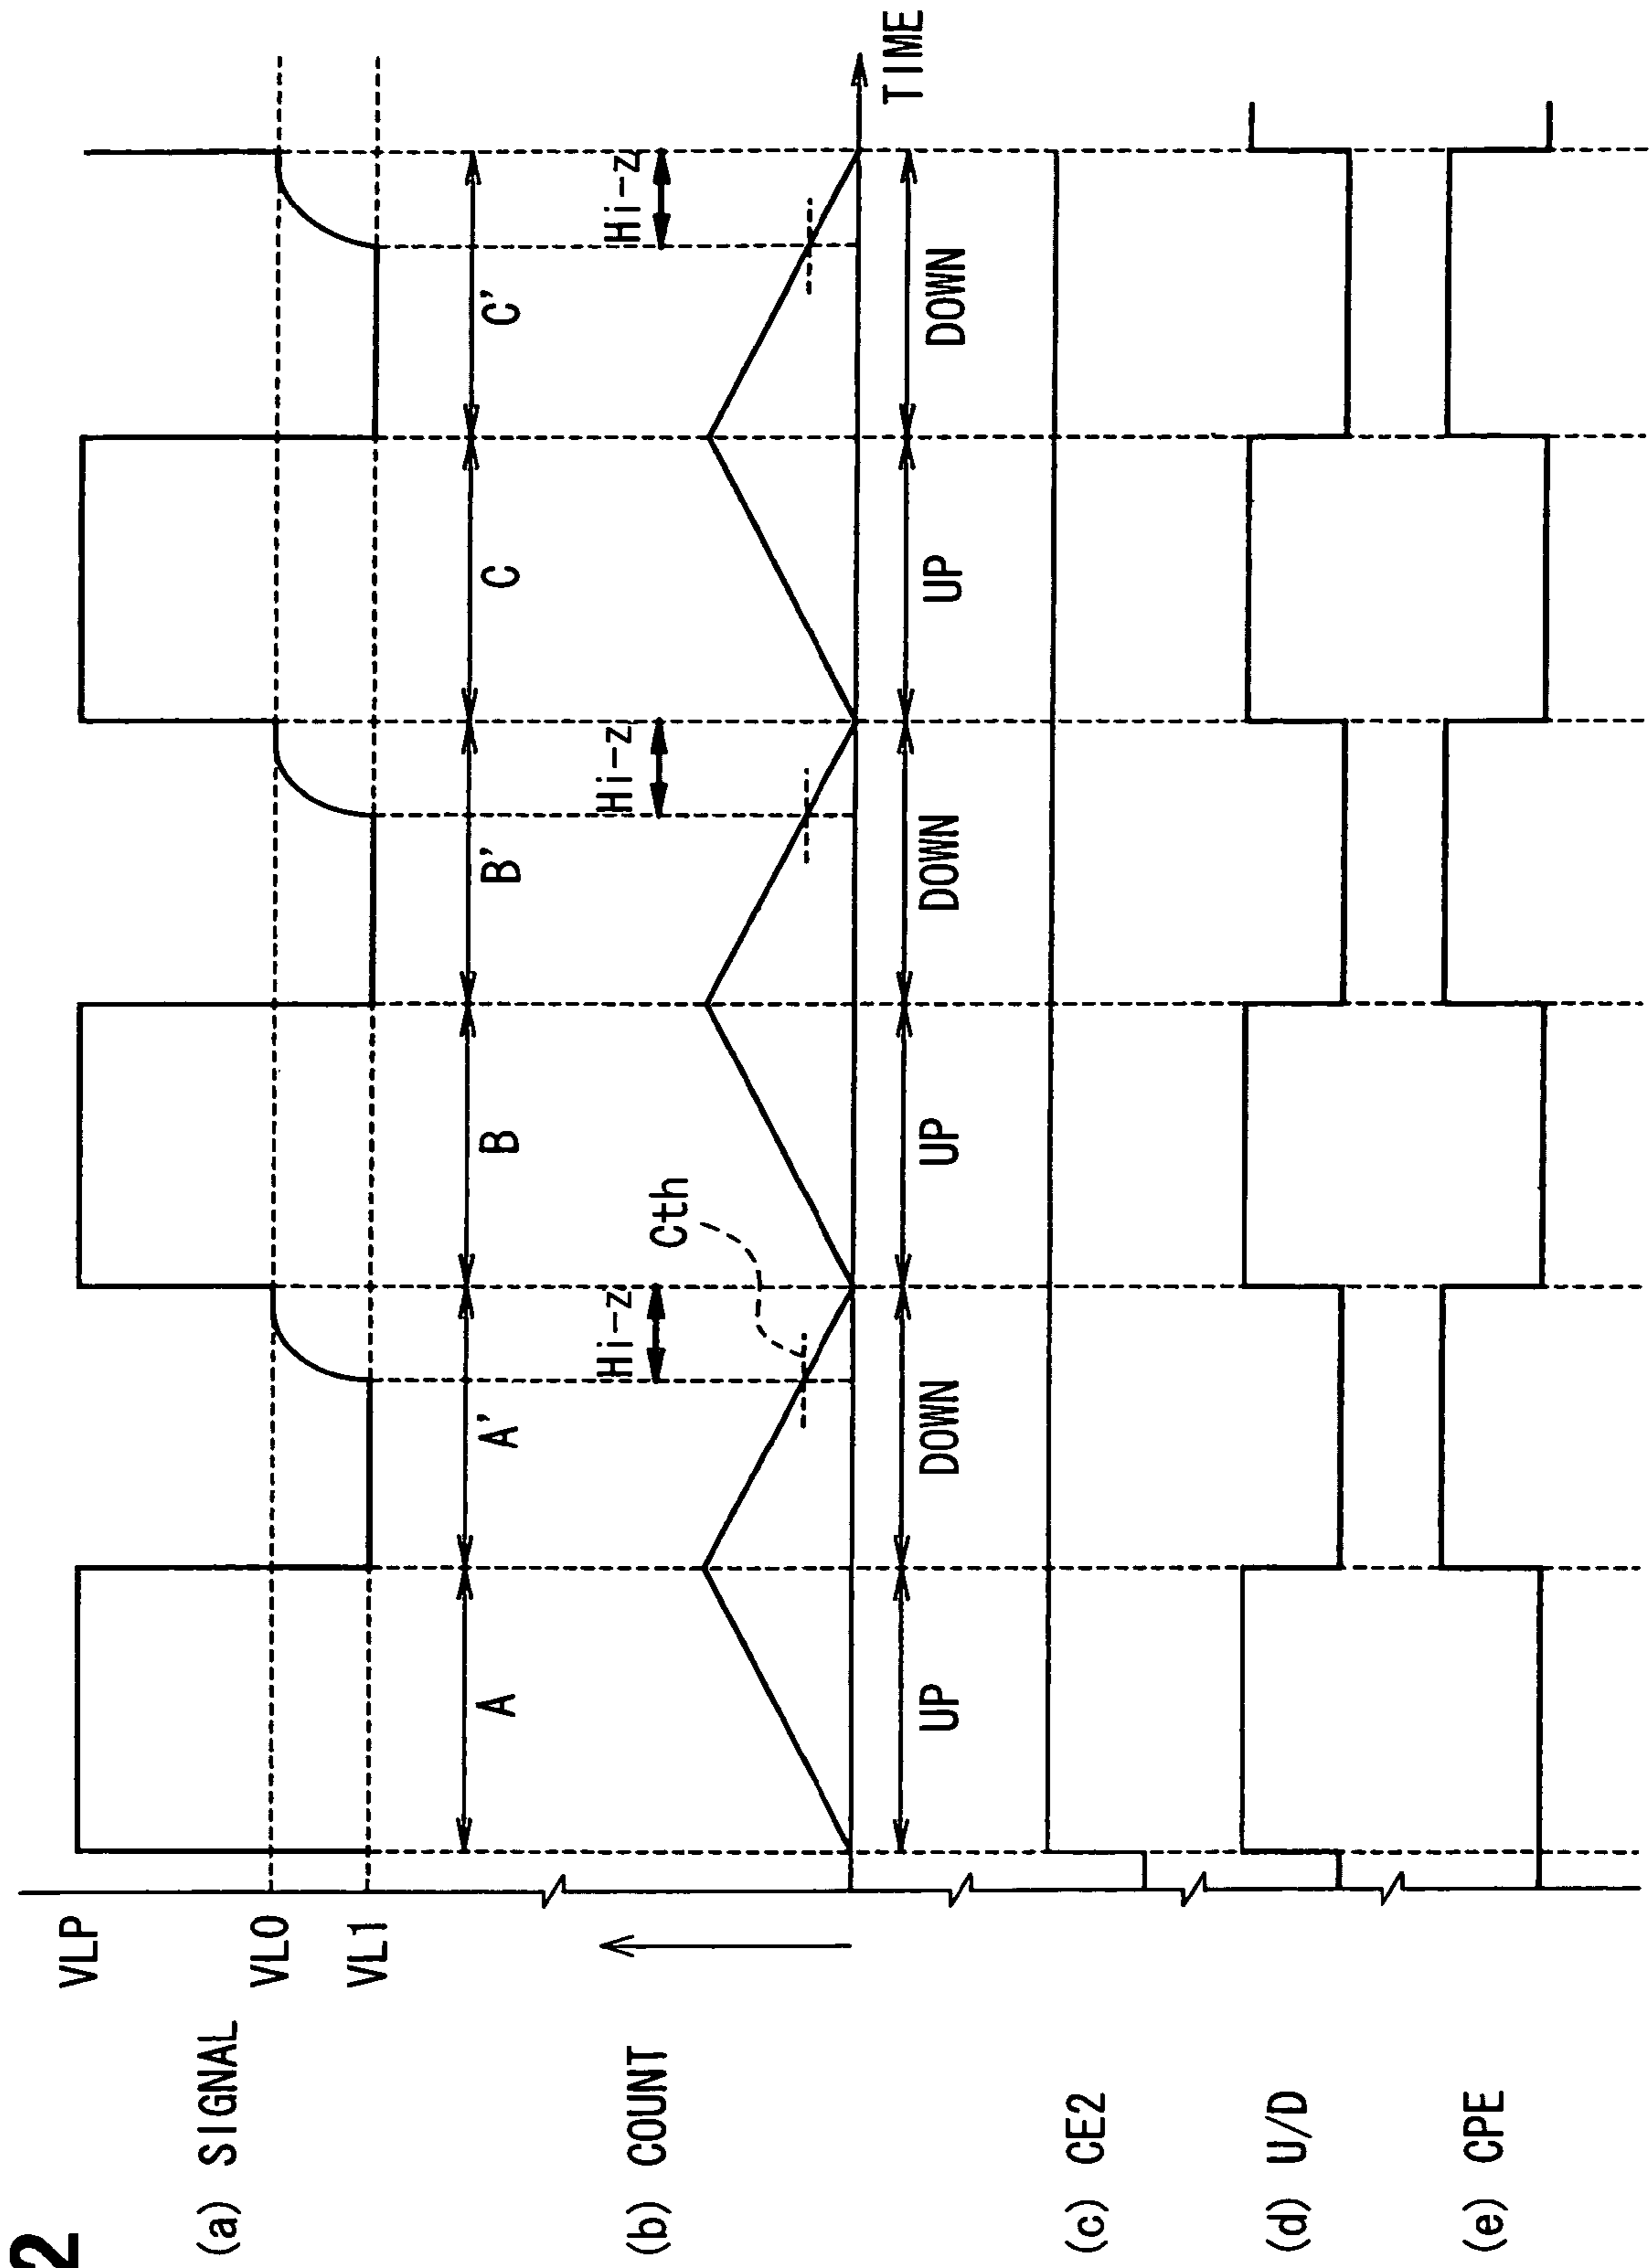 2
(a) SIGNAL
VLP
VL0
VL1
A
A'
B
B'
C
C'
Hi-z
Hi-z
Hi-z
(b) COUNT
Cth
TIME
UP
DOWN
UP
DOWN
UP
DOWN
(c) CE2
(d) U/D
(e) CPE